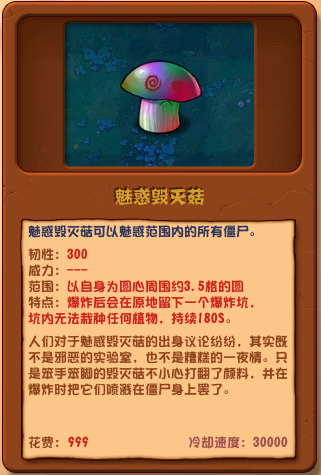 魅惑毁灭菇
魅惑毁灭菇可以魅惑范围内的所有僵尸。
韧性：300
威力：---
范围：以自身为圆心周围约3.5格的圆
特点：爆炸后会在原地留下一个爆炸坑，
坑内无法栽种任何植物，持续180S。
人们对于魅惑毁灭菇的出身议论纷纷，其实既
不是邪恶的实验室，也不是糟糕的一夜情。只
是笨手笨脚的毁灭菇不小心打翻了颜料，并在
爆炸时把它们喷溅在僵尸身上罢了。
花费：999
冷却速度：30000